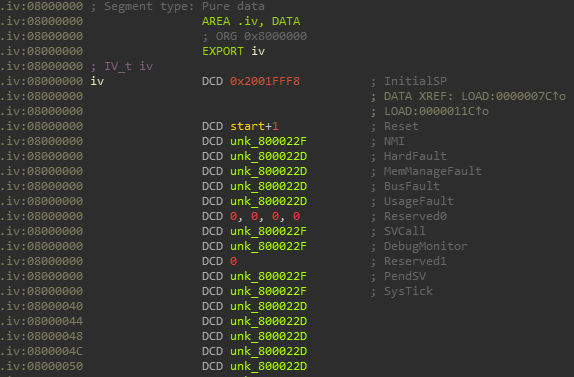 .iv:08000000 ; Segment type: Pure data
.iv:08000000 AREA .iv, DATA
.iv:08000000 ; ORG 0x8000000
.iv:08000000 EXPORT iv
.iv:08000000 ; IV_t iv
.iv:08000000 iv DCD 0x2001FFF8 ; InitialSP
.iv:08000000 ; DATA XREF: LOAD:0000007C↑o
.iv:08000000 ; LOAD:0000011C↑o
.iv:08000000 DCD start+1 ; Reset
.iv:08000000 DCD unk_800022F ; NMI
.iv:08000000 DCD unk_800022D ; HardFault
.iv:08000000 DCD unk_800022D ; MemManageFault
.iv:08000000 DCD unk_800022D ; BusFault
.iv:08000000 DCD unk_800022D ; UsageFault
.iv:08000000 DCD 0, 0, 0, 0 ; Reserved0
.iv:08000000 DCD unk_800022F ; SVCall
.iv:08000000 DCD unk_800022F ; DebugMonitor
.iv:08000000 DCD 0 ; Reserved1
.iv:08000000 DCD unk_800022F ; PendSV
.iv:08000000 DCD unk_800022F ; SysTick
.iv:08000040 DCD unk_800022D
.iv:08000044 DCD unk_800022D
.iv:08000048 DCD unk_800022D
.iv:0800004C DCD unk_800022D
.iv:08000050 DCD unk_800022D